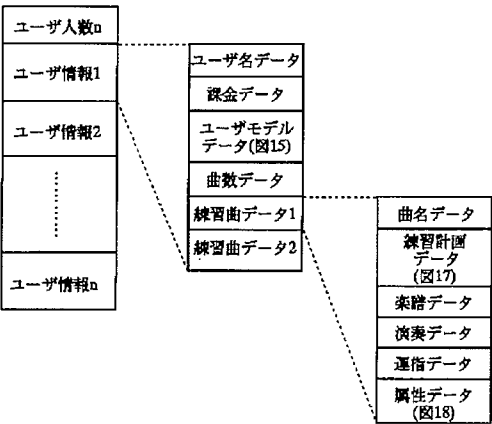 ユーザ人数n
ユーザ情報1
ユーザ情報2
ユーザ情報n
ユーザ名データ
課金データ
ユーザモデル
データ(図15)
曲数データ
練習曲データ1
練習曲データ2
曲名データ
練習計画
データ
(図17)
楽譜データ
演奏データ
運指データ
属性データ
(図18)